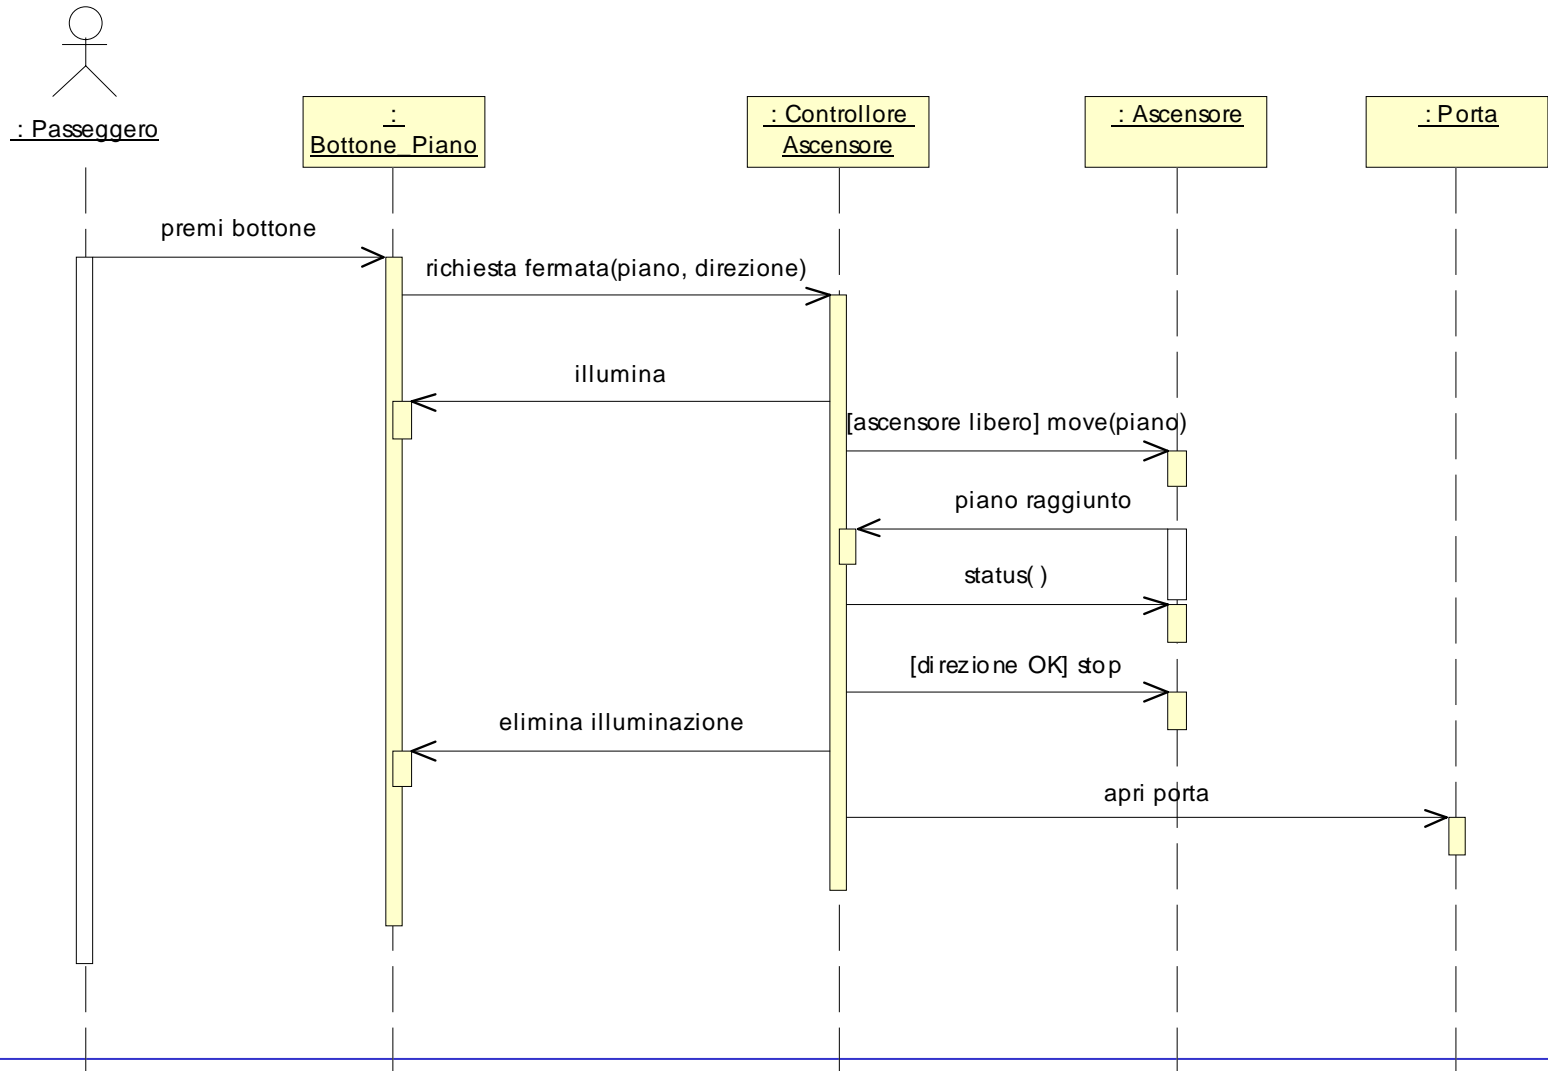 : Passeggero
:
Bottone_Piano
: Controllore
Ascensore
: Ascensore
: Porta
premi bottone
richiesta fermata(piano, direzione)
illumina
[ascensore libero] move(piano)
piano raggiunto
status( )
[direzione OK] stop
elimina illuminazione
apri porta